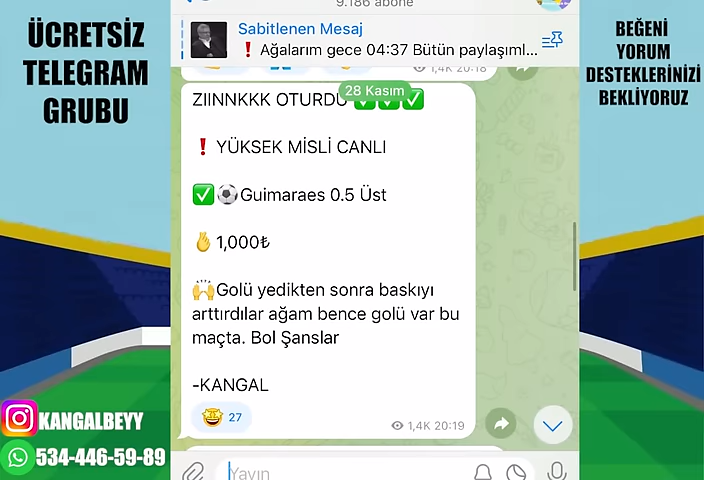 ÜCRETSİZ
TELEGRAM
GRUBU
BEĞENİ
YORUM
DESTEKLERİNİZİ
BEKLİYORUZ
9.186 abone
Sabitlenen Mesaj
❗ Ağalarım gece 04:37 Bütün paylaşıml...
1,4K 20:18
28 Kasım
ZIINNKKK OTURDU ✅✅✅
❗ YÜKSEK MİSLİ CANLI
✅⚽Guimaraes 0.5 Üst
🫰1,000₺
🙌Golü yedikten sonra baskıyı
arttırdılar ağam bence golü var bu
maçta. Bol Şanslar
-KANGAL
🤩 27
1,4K 20:19
Yayın
KANGALBEYY
534-446-59-89